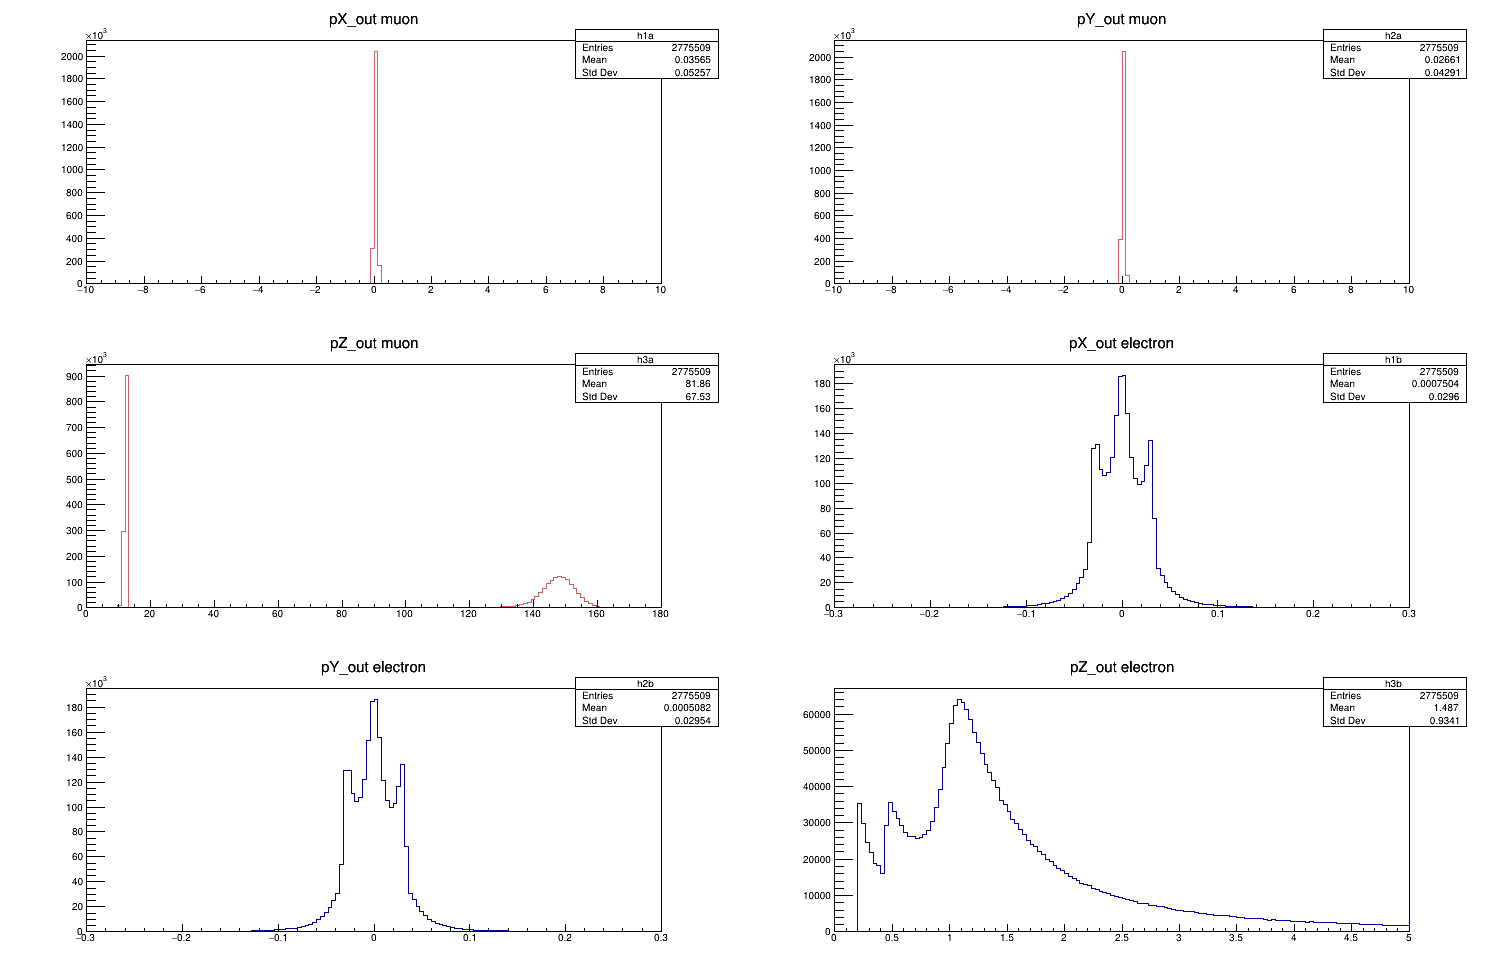 pX_out muon
×10³
h1a
Entries 2775509
Mean 0.03565
Std Dev 0.05257
2000
1800
1600
1400
1200
1000
800
600
400
200
0
−10 −8 −6 −4 −2 0 2 4 6 8 10
pY_out muon
×10³
h2a
Entries 2775509
Mean 0.02661
Std Dev 0.04291
2000
1800
1600
1400
1200
1000
800
600
400
200
0
−10 −8 −6 −4 −2 0 2 4 6 8 10
pZ_out muon
×10³
h3a
Entries 2775509
Mean 81.86
Std Dev 67.53
900
800
700
600
500
400
300
200
100
0
0 20 40 60 80 100 120 140 160 180
pX_out electron
×10³
h1b
Entries 2775509
Mean 0.0007504
Std Dev 0.0296
180
160
140
120
100
80
60
40
20
0
−0.3 −0.2 −0.1 0 0.1 0.2 0.3
pY_out electron
×10³
h2b
Entries 2775509
Mean 0.0005082
Std Dev 0.02954
180
160
140
120
100
80
60
40
20
0
−0.3 −0.2 −0.1 0 0.1 0.2 0.3
pZ_out electron
h3b
Entries 2775509
Mean 1.487
Std Dev 0.9341
60000
50000
40000
30000
20000
10000
0
0 0.5 1 1.5 2 2.5 3 3.5 4 4.5 5